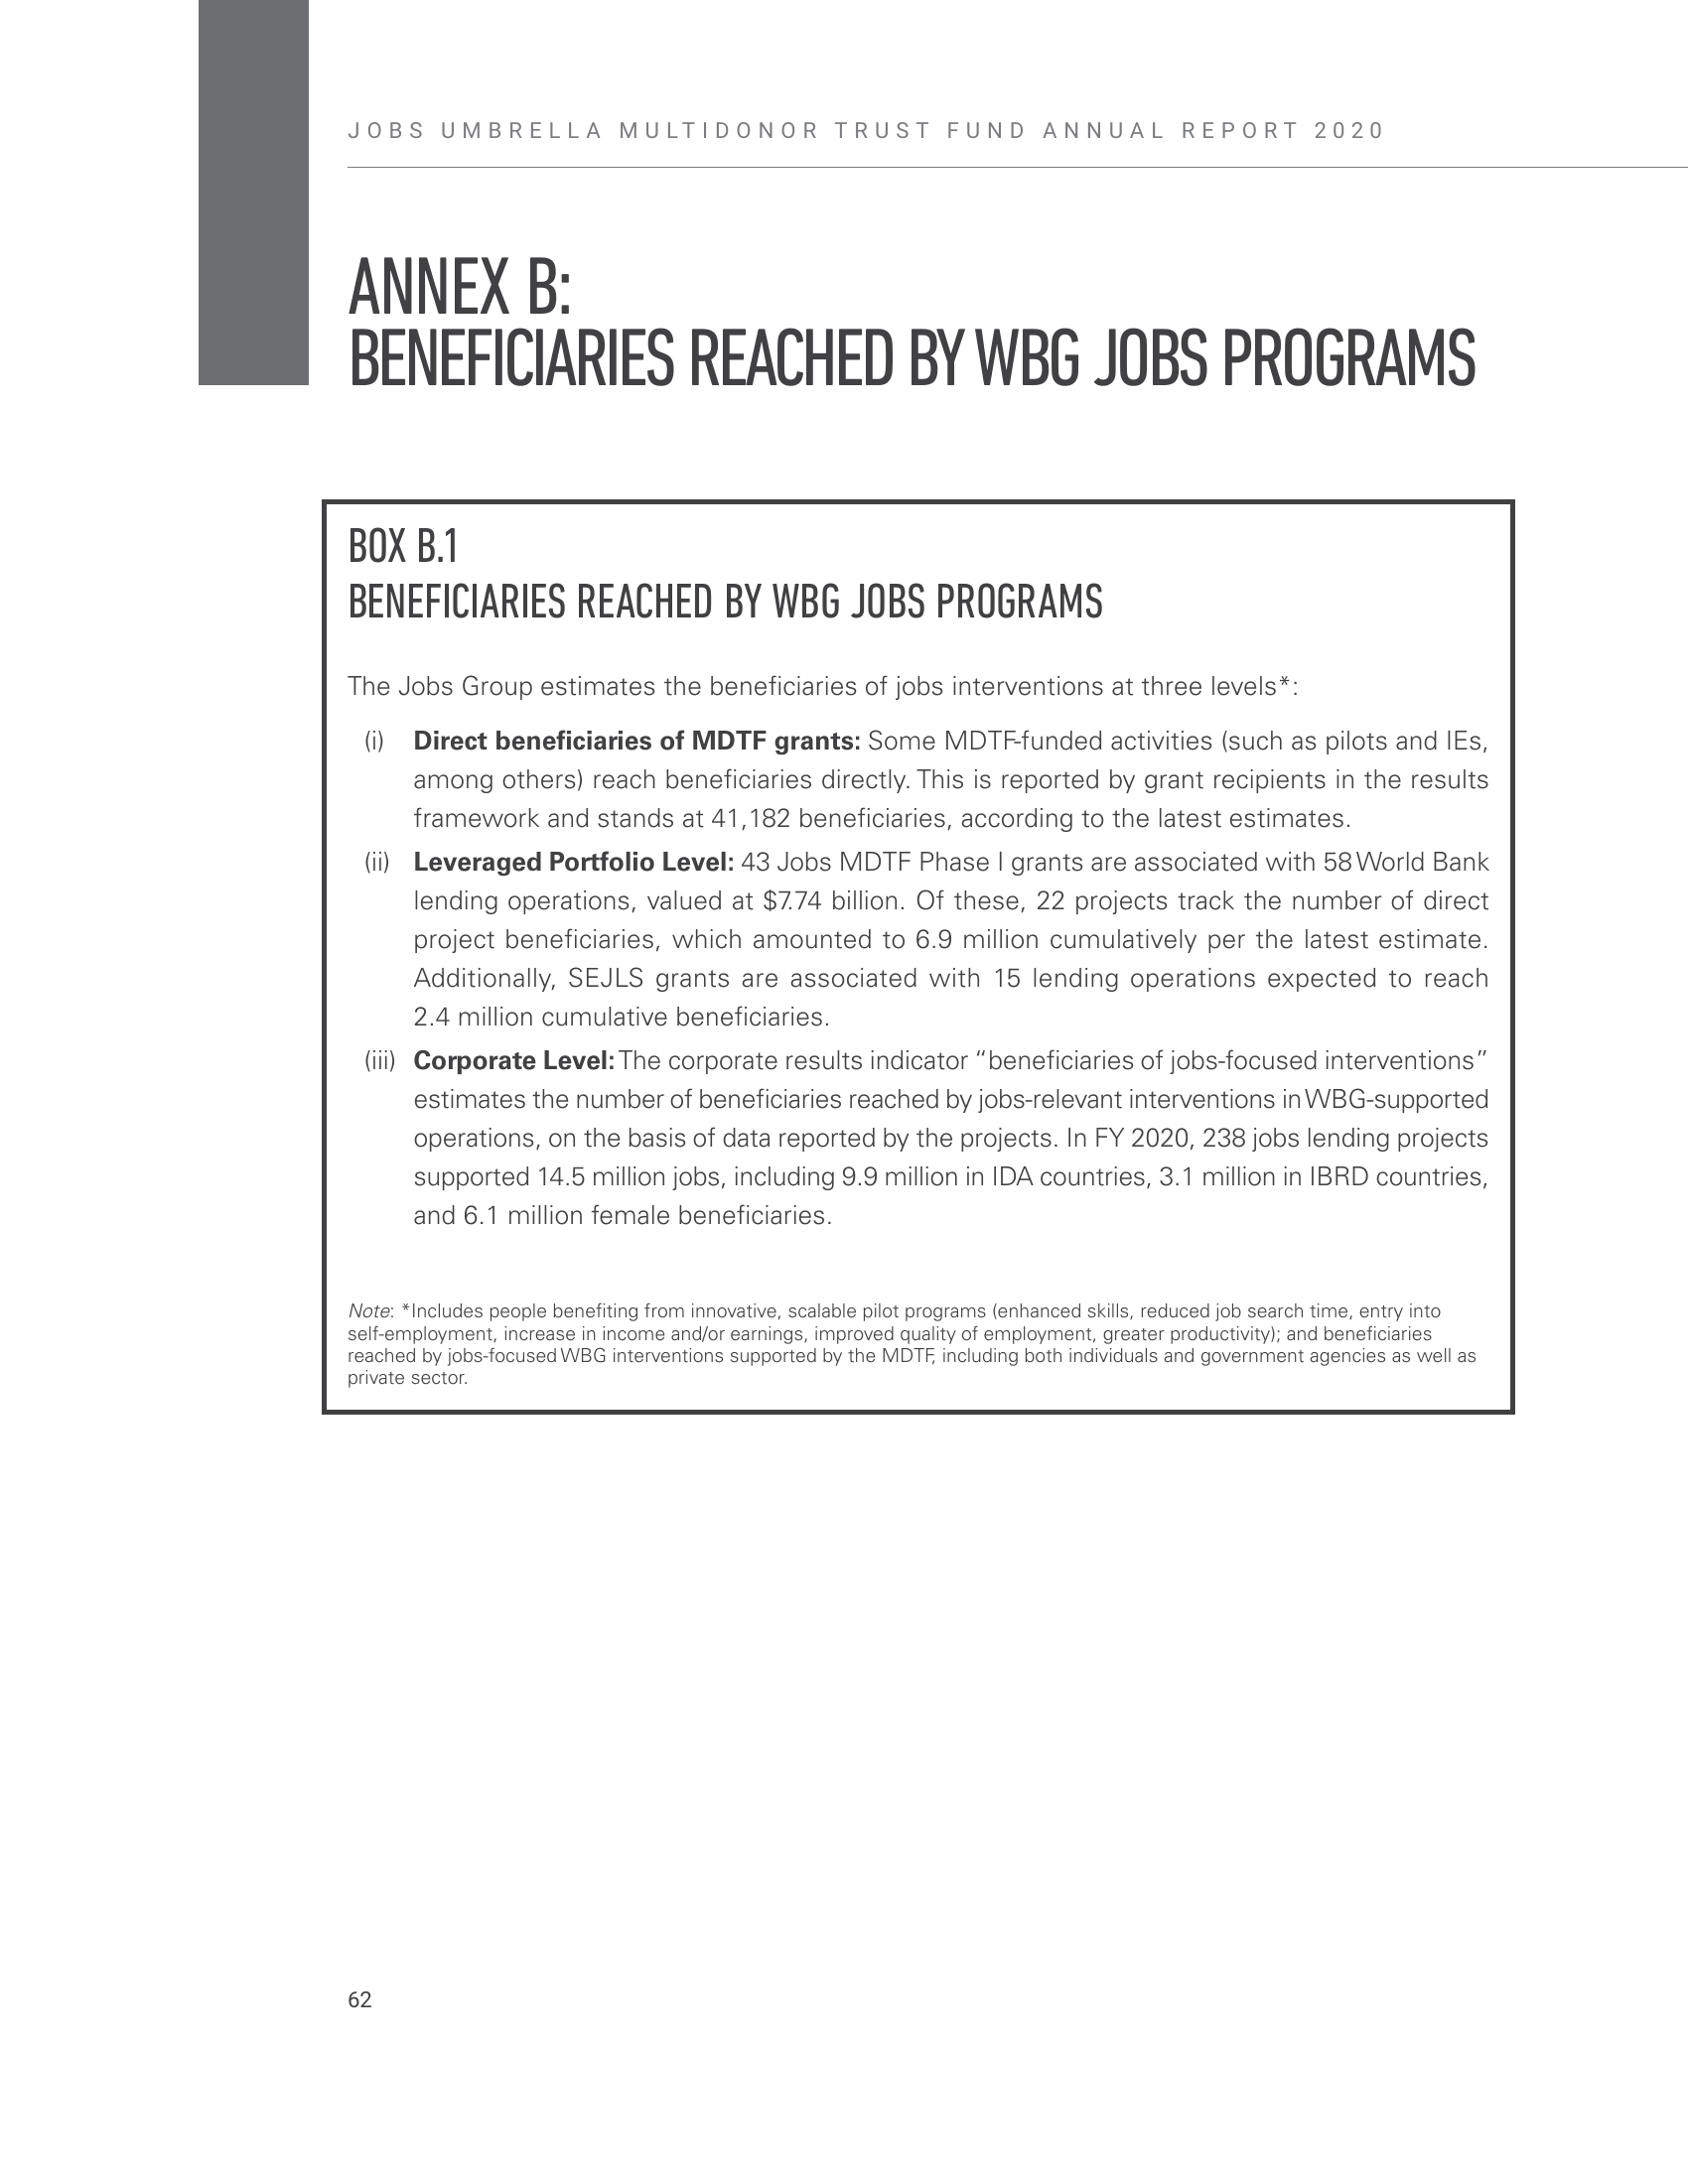 JOBS UMBRELLA MULTIDONOR TRUST FUND ANNUAL REPORT 2020
ANNEX B:
BENEFICIARIES REACHED BY WBG JOBS PROGRAMS
BOX B.1
BENEFICIARIES REACHED BY WBG JOBS PROGRAMS
The Jobs Group estimates the beneficiaries of jobs interventions at three levels*:
(i) Direct beneficiaries of MDTF grants: Some MDTF-funded activities (such as pilots and IEs,
among others) reach beneficiaries directly. This is reported by grant recipients in the results
framework and stands at 41,182 beneficiaries, according to the latest estimates.
(ii) Leveraged Portfolio Level: 43 Jobs MDTF Phase I grants are associated with 58 World Bank
lending operations, valued at $7.74 billion. Of these, 22 projects track the number of direct
project beneficiaries, which amounted to 6.9 million cumulatively per the latest estimate.
Additionally, SEJLS grants are associated with 15 lending operations expected to reach
2.4 million cumulative beneficiaries.
(iii) Corporate Level: The corporate results indicator “beneficiaries of jobs-focused interventions”
estimates the number of beneficiaries reached by jobs-relevant interventions in WBG-supported
operations, on the basis of data reported by the projects. In FY 2020, 238 jobs lending projects
supported 14.5 million jobs, including 9.9 million in IDA countries, 3.1 million in IBRD countries,
and 6.1 million female beneficiaries.
Note: *Includes people benefiting from innovative, scalable pilot programs (enhanced skills, reduced job search time, entry into
self-employment, increase in income and/or earnings, improved quality of employment, greater productivity); and beneficiaries
reached by jobs-focused WBG interventions supported by the MDTF, including both individuals and government agencies as well as
private sector.
62